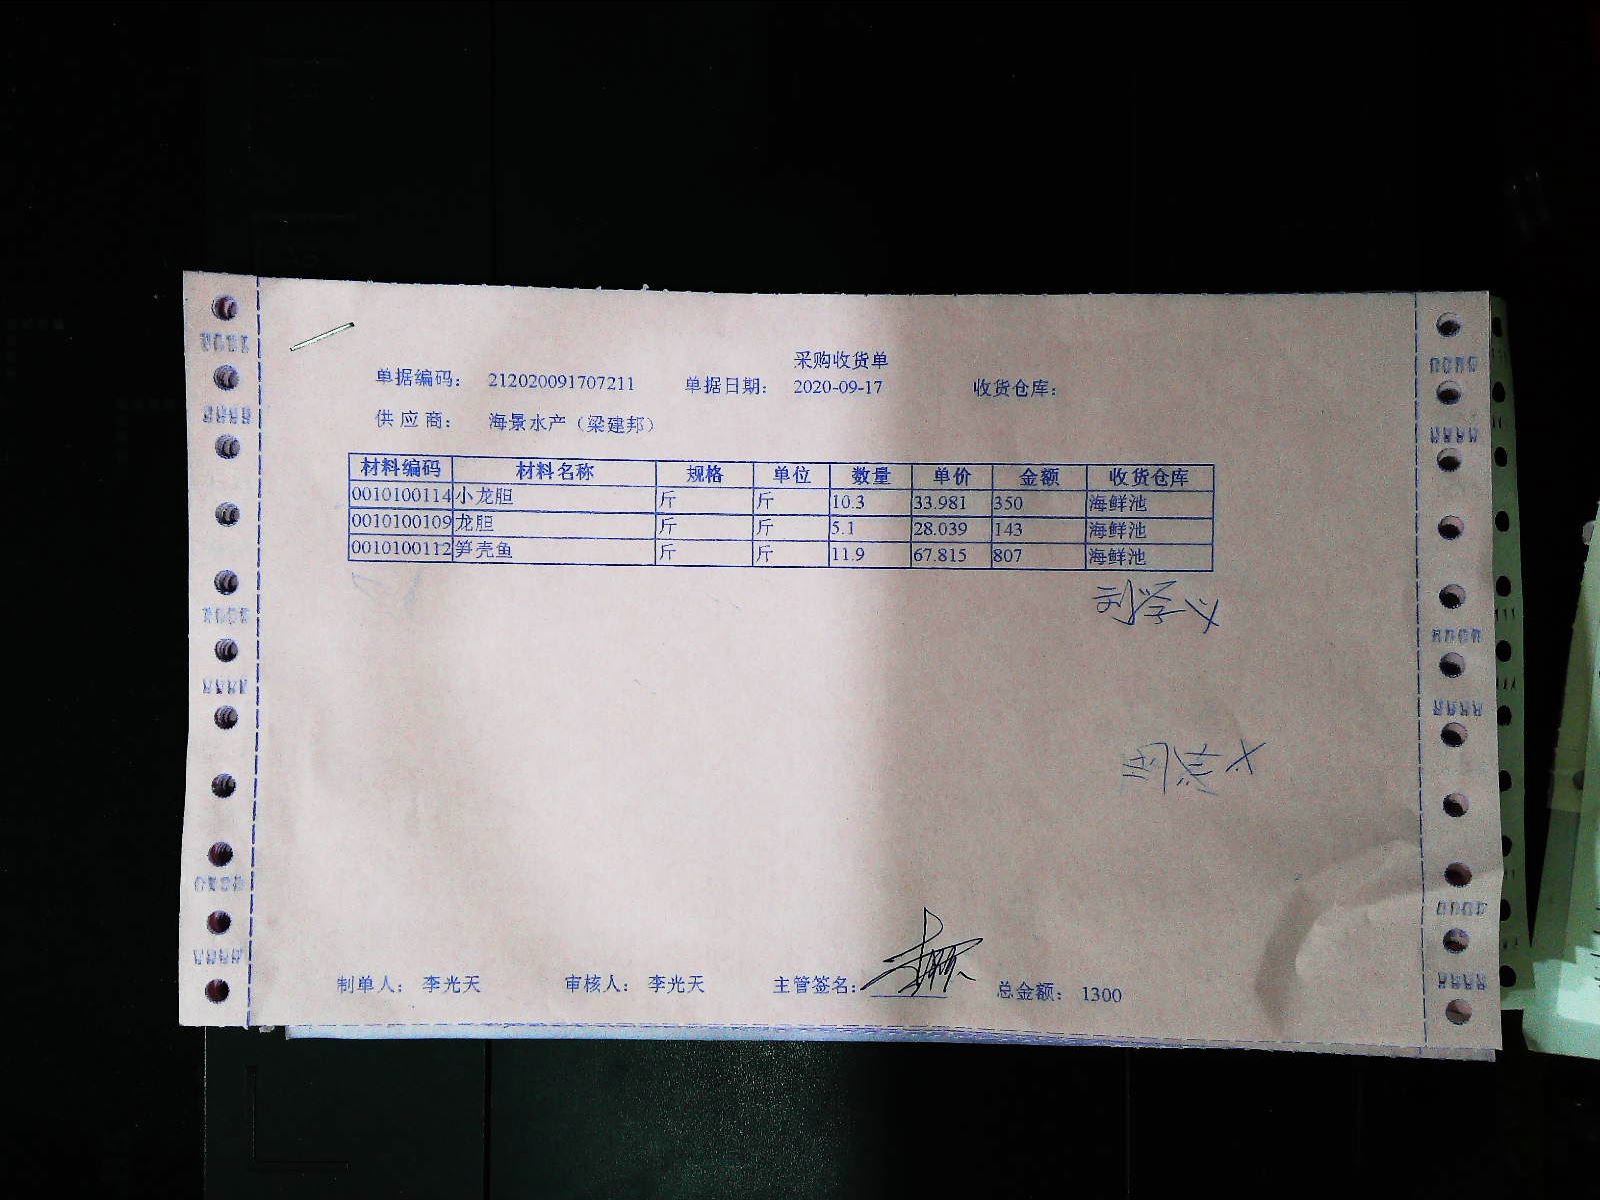 采购收货单
单据编码： 212020091707211 单据日期： 2020-09-17 收货仓库：
供 应 商： 海景水产（梁建邦）
材料编码 材料名称 规格 单位 数量 单价 金额 收货仓库
0010100114 小龙胆 斤 斤 10.3 33.981 350 海鲜池
0010100109 龙胆 斤 斤 5.1 28.039 143 海鲜池
0010100112 笋壳鱼 斤 斤 11.9 67.815 807 海鲜池
刘学义
制单人： 李光天 审核人： 李光天 主管签名： 总金额： 1300